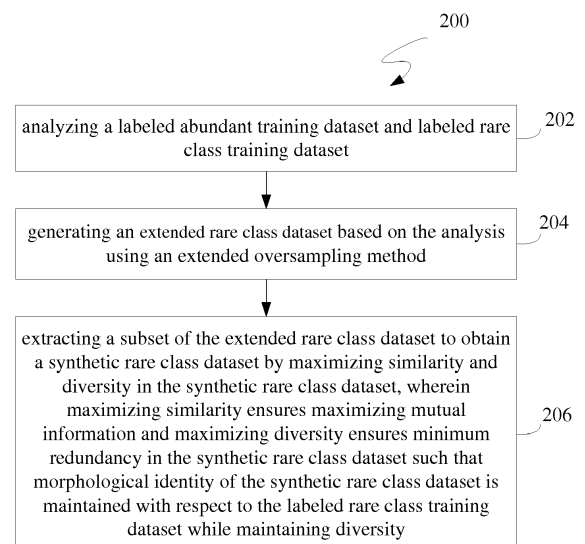 200
analyzing a labeled abundant training dataset and labeled rare
class training dataset
202
generating an extended rare class dataset based on the analysis
using an extended oversampling method
204
extracting a subset of the extended rare class dataset to obtain
a synthetic rare class dataset by maximizing similarity and
diversity in the synthetic rare class dataset, wherein
maximizing similarity ensures maximizing mutual
information and maximizing diversity ensures minimum
redundancy in the synthetic rare class dataset such that
morphological identity of the synthetic rare class dataset is
maintained with respect to the labeled rare class training
dataset while maintaining diversity
206